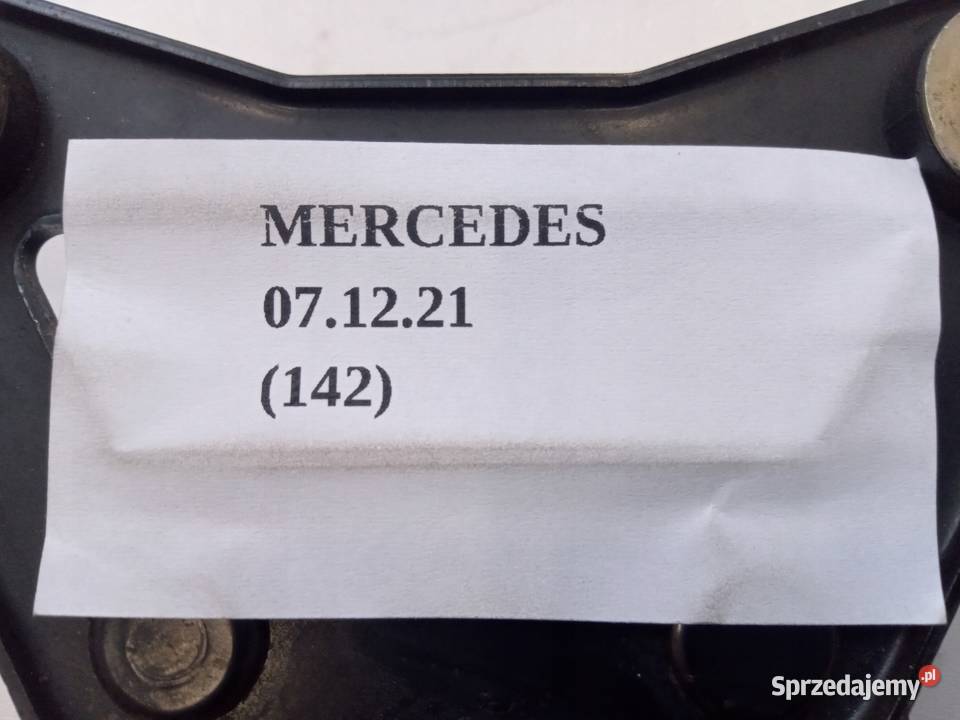 MERCEDES
07.12.21
(142)
Sprzedajemy.pl